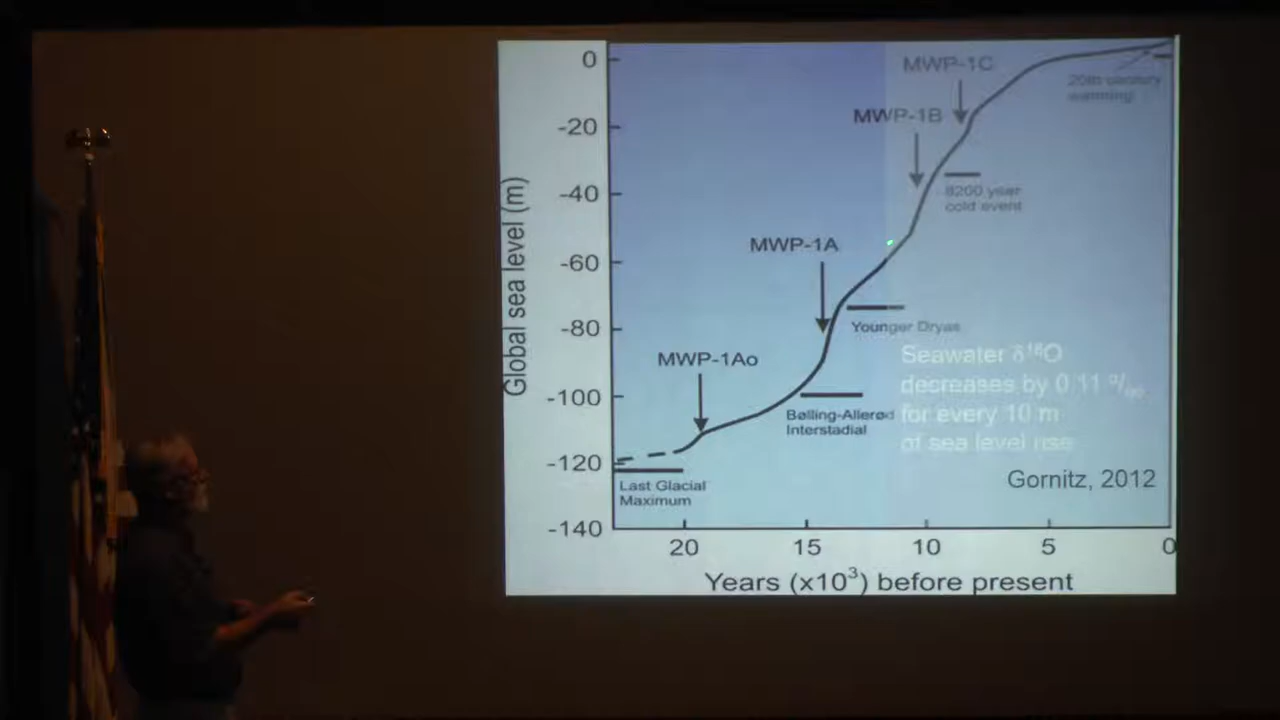 0
MWP-1C
20th century
warming
MWP-1B
-20
8200 year
cold event
-40
Global sea level (m)
MWP-1A
-60
Younger Dryas
-80
Seawater δ¹⁸O
decreases by 0.11 ⁰/₀₀
for every 10 m
of sea level rise
MWP-1Ao
-100
Bølling-Allerød
Interstadial
-120
Last Glacial
Maximum
Gornitz, 2012
-140
20 15 10 5 0
Years (x10³) before present